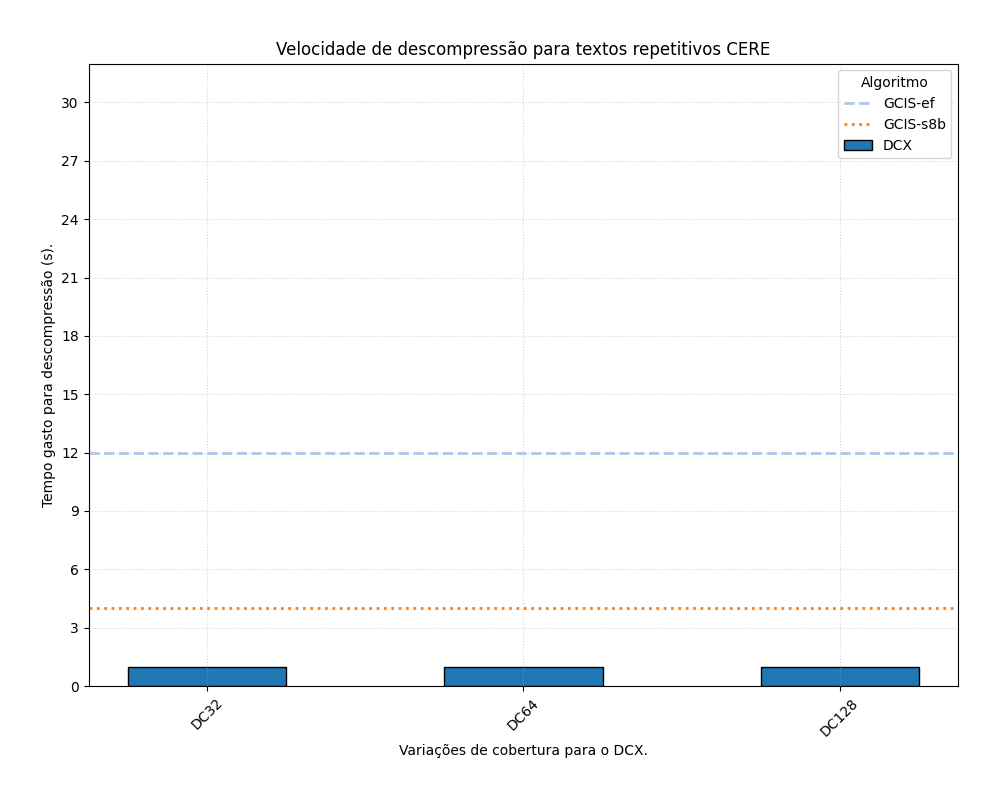 Velocidade de descompressão para textos repetitivos CERE
Algoritmo
GCIS-ef
GCIS-s8b
DCX
Tempo gasto para descompressão (s).
30
27
24
21
18
15
12
9
6
3
0
DC32
DC64
DC128
Variações de cobertura para o DCX.